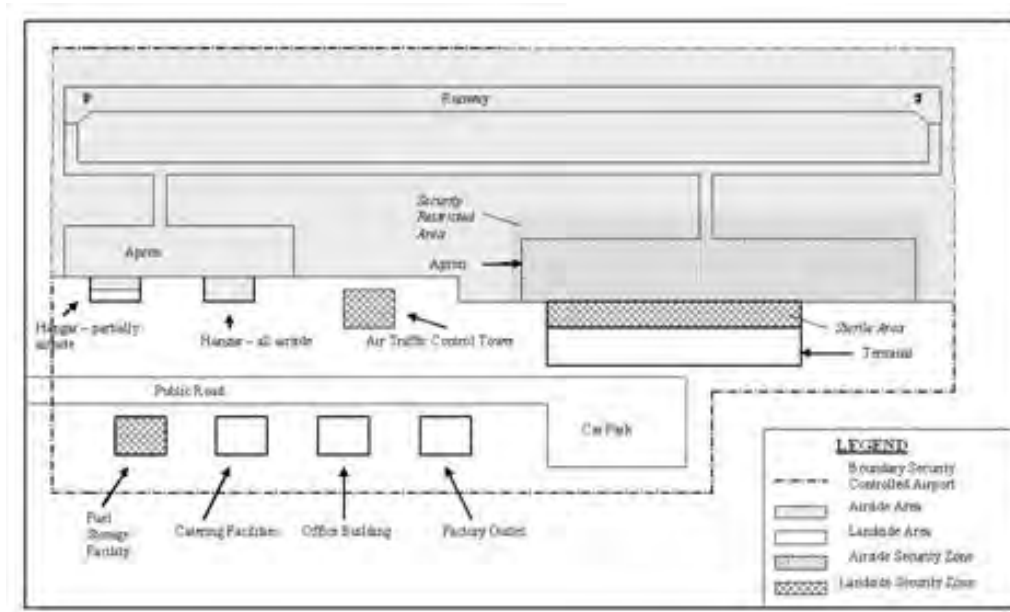 Runway
Security
Restricted
Area
Apron
Apron
Hangar – partially
airside
Hangar – all airside
Air Traffic Control Tower
Sterile Area
Terminal
Public Road
Car Park
Fuel
Storage
Facility
Catering Facilities
Office Building
Factory Outlet
LEGEND
Boundary Security
Controlled Airport
Airside Area
Landside Area
Airside Security Zone
Landside Security Zone